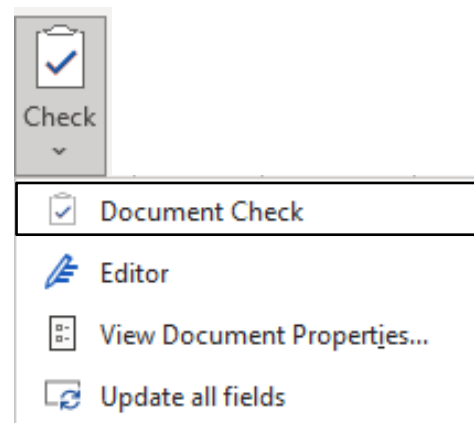 Check
Document Check
Editor
View Document Properties...
Update all fields